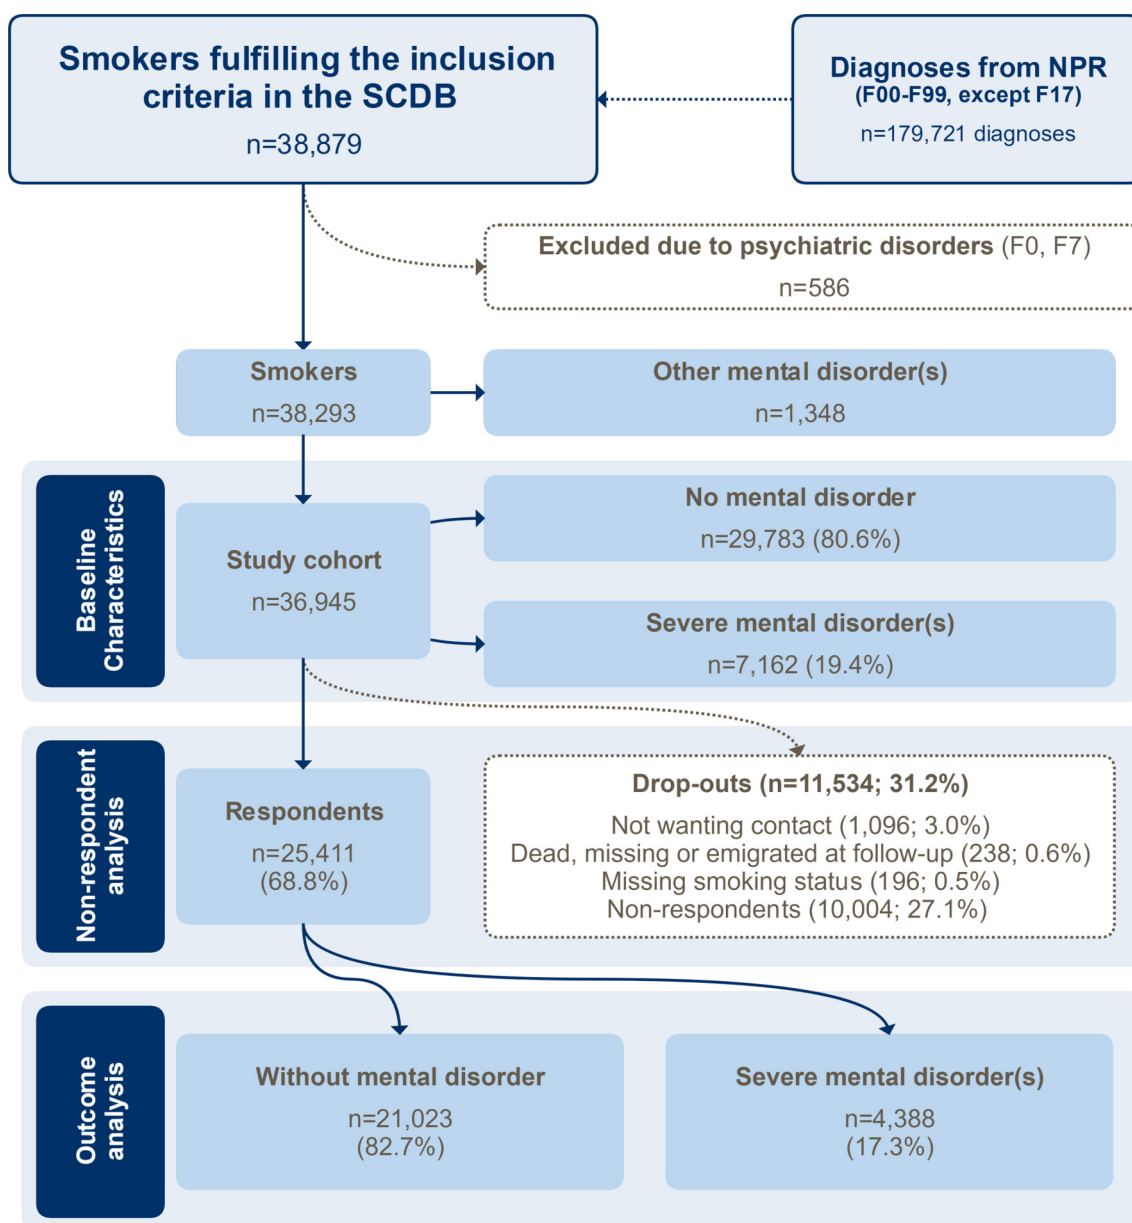 Smokers fulfilling the inclusion
criteria in the SCDB
n=38,879
Diagnoses from NPR
(F00-F99, except F17)
n=179,721 diagnoses
Excluded due to psychiatric disorders (F0, F7)
n=586
Smokers
n=38,293
Other mental disorder(s)
n=1,348
Baseline
Characteristics
Study cohort
n=36,945
No mental disorder
n=29,783 (80.6%)
Severe mental disorder(s)
n=7,162 (19.4%)
Non-respondent
analysis
Respondents
n=25,411
(68.8%)
Drop-outs (n=11,534; 31.2%)
Not wanting contact (1,096; 3.0%)
Dead, missing or emigrated at follow-up (238; 0.6%)
Missing smoking status (196; 0.5%)
Non-respondents (10,004; 27.1%)
Outcome
analysis
Without mental disorder
n=21,023
(82.7%)
Severe mental disorder(s)
n=4,388
(17.3%)